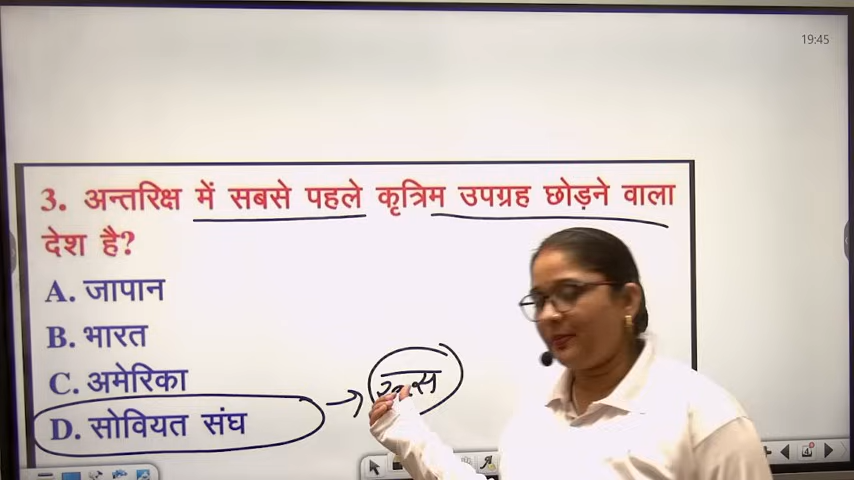 19:45
3. अन्तरिक्ष में सबसे पहले कृत्रिम उपग्रह छोड़ने वाला
देश है?
A. जापान
B. भारत
C. अमेरिका
D. सोवियत संघ